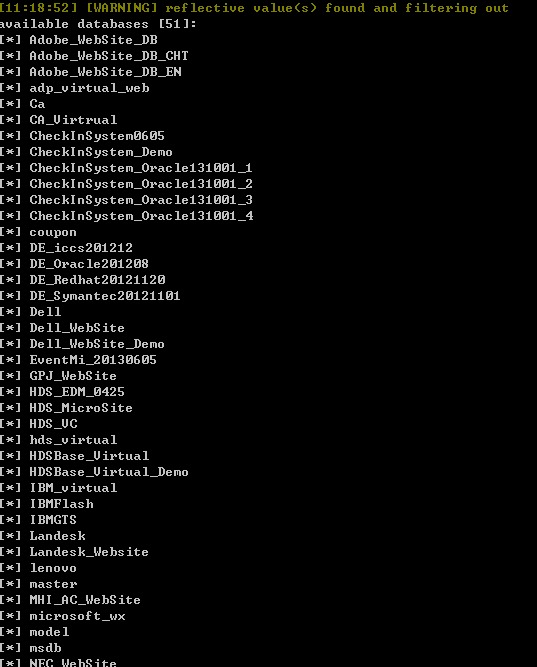 [11:18:52] [WARNING] reflective value(s) found and filtering out
available databases [51]:
[*] Adobe_WebSite_DB
[*] Adobe_WebSite_DB_CHT
[*] Adobe_WebSite_DB_EN
[*] adp_virtual_web
[*] Ca
[*] CA_Virtrual
[*] CheckInSystem0605
[*] CheckInSystem_Demo
[*] CheckInSystem_Oracle131001_1
[*] CheckInSystem_Oracle131001_2
[*] CheckInSystem_Oracle131001_3
[*] CheckInSystem_Oracle131001_4
[*] coupon
[*] DE_iccs201212
[*] DE_Oracle201208
[*] DE_Redhat20121120
[*] DE_Symantec20121101
[*] Dell
[*] Dell_WebSite
[*] Dell_WebSite_Demo
[*] EventMi_20130605
[*] GPJ_WebSite
[*] HDS_EDM_0425
[*] HDS_MicroSite
[*] HDS_VC
[*] hds_virtual
[*] HDSBase_Virtual
[*] HDSBase_Virtual_Demo
[*] IBM_virtual
[*] IBMFlash
[*] IBMGTS
[*] Landesk
[*] Landesk_Website
[*] lenovo
[*] master
[*] MHI_AC_WebSite
[*] microsoft_wx
[*] model
[*] msdb
[*] NEC_WebSite